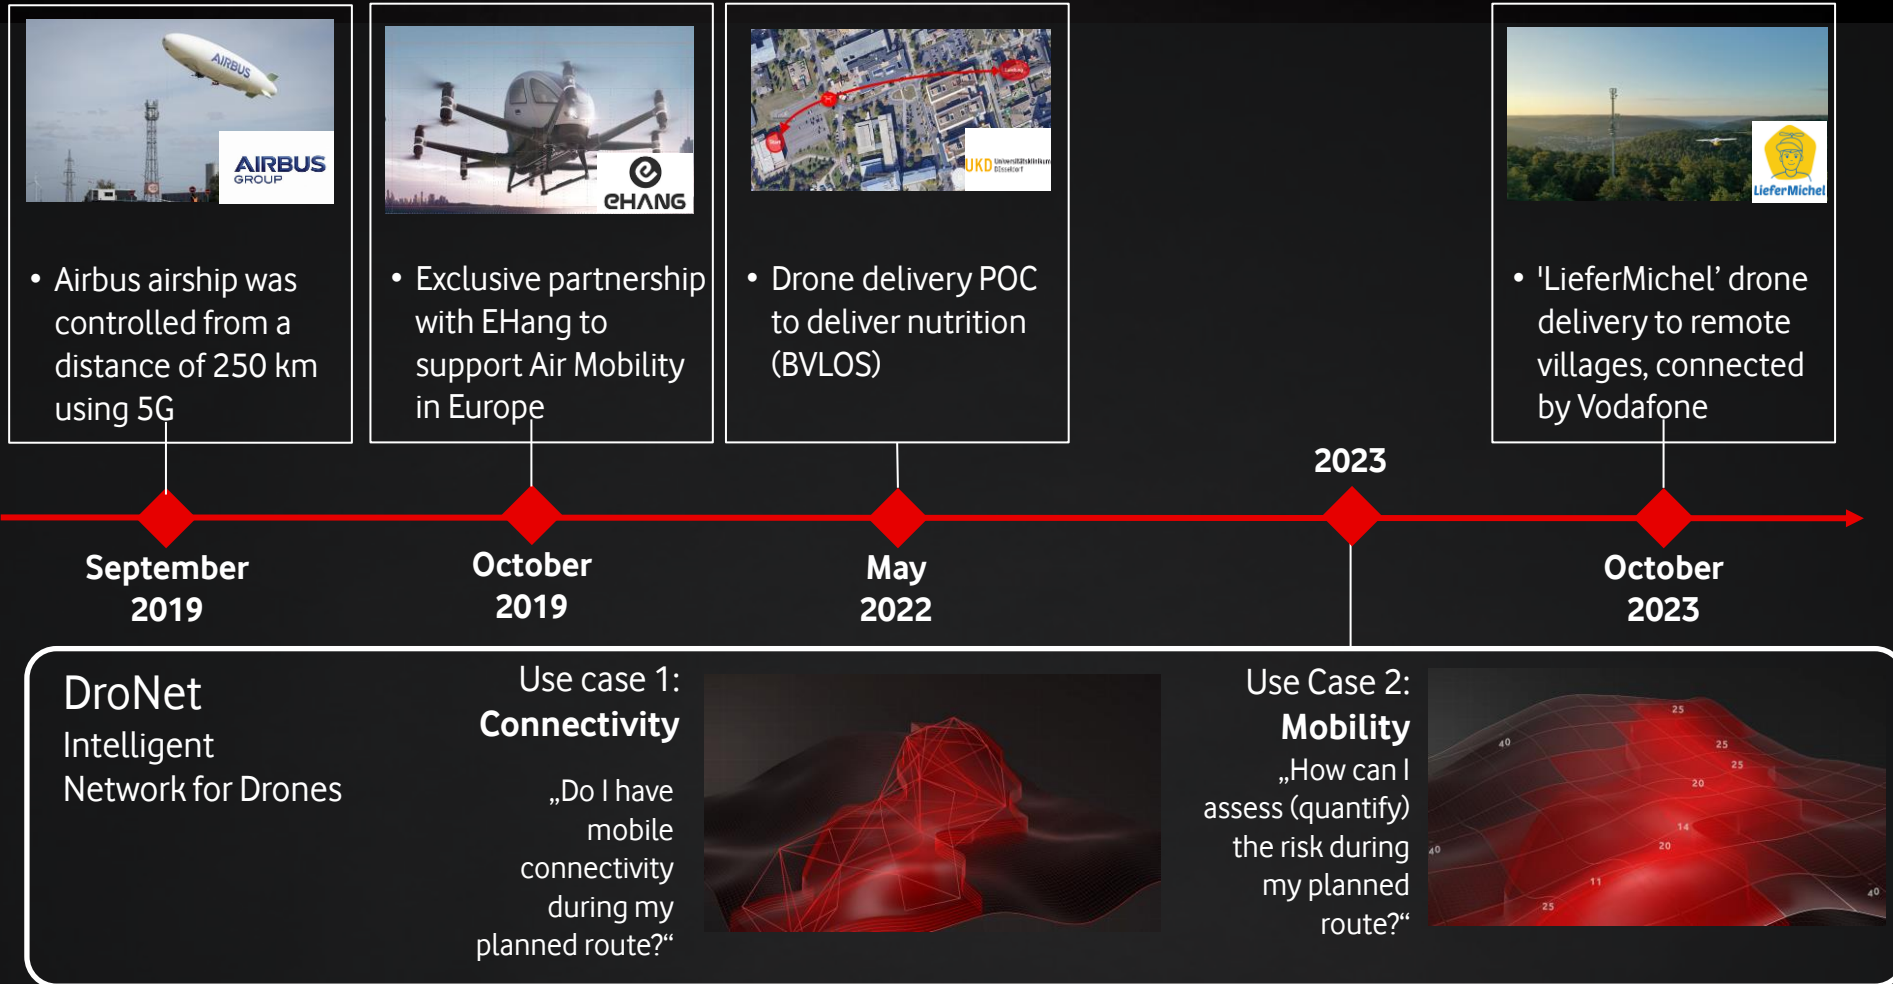 AIRBUS
AIRBUS
GROUP
• Airbus airship was
controlled from a
distance of 250 km
using 5G
EHANG
• Exclusive partnership
with EHang to
support Air Mobility
in Europe
UKD Universitätsklinikum
Düsseldorf
• Drone delivery POC
to deliver nutrition
(BVLOS)
LieferMichel
• 'LieferMichel’ drone
delivery to remote
villages, connected
by Vodafone
2023
September
2019
October
2019
May
2022
October
2023
DroNet
Intelligent
Network for Drones
Use case 1:
Connectivity
„Do I have
mobile
connectivity
during my
planned route?“
Use Case 2:
Mobility
„How can I
assess (quantify)
the risk during
my planned
route?“
25
40
25
25
20
14
40
20
11
40
25